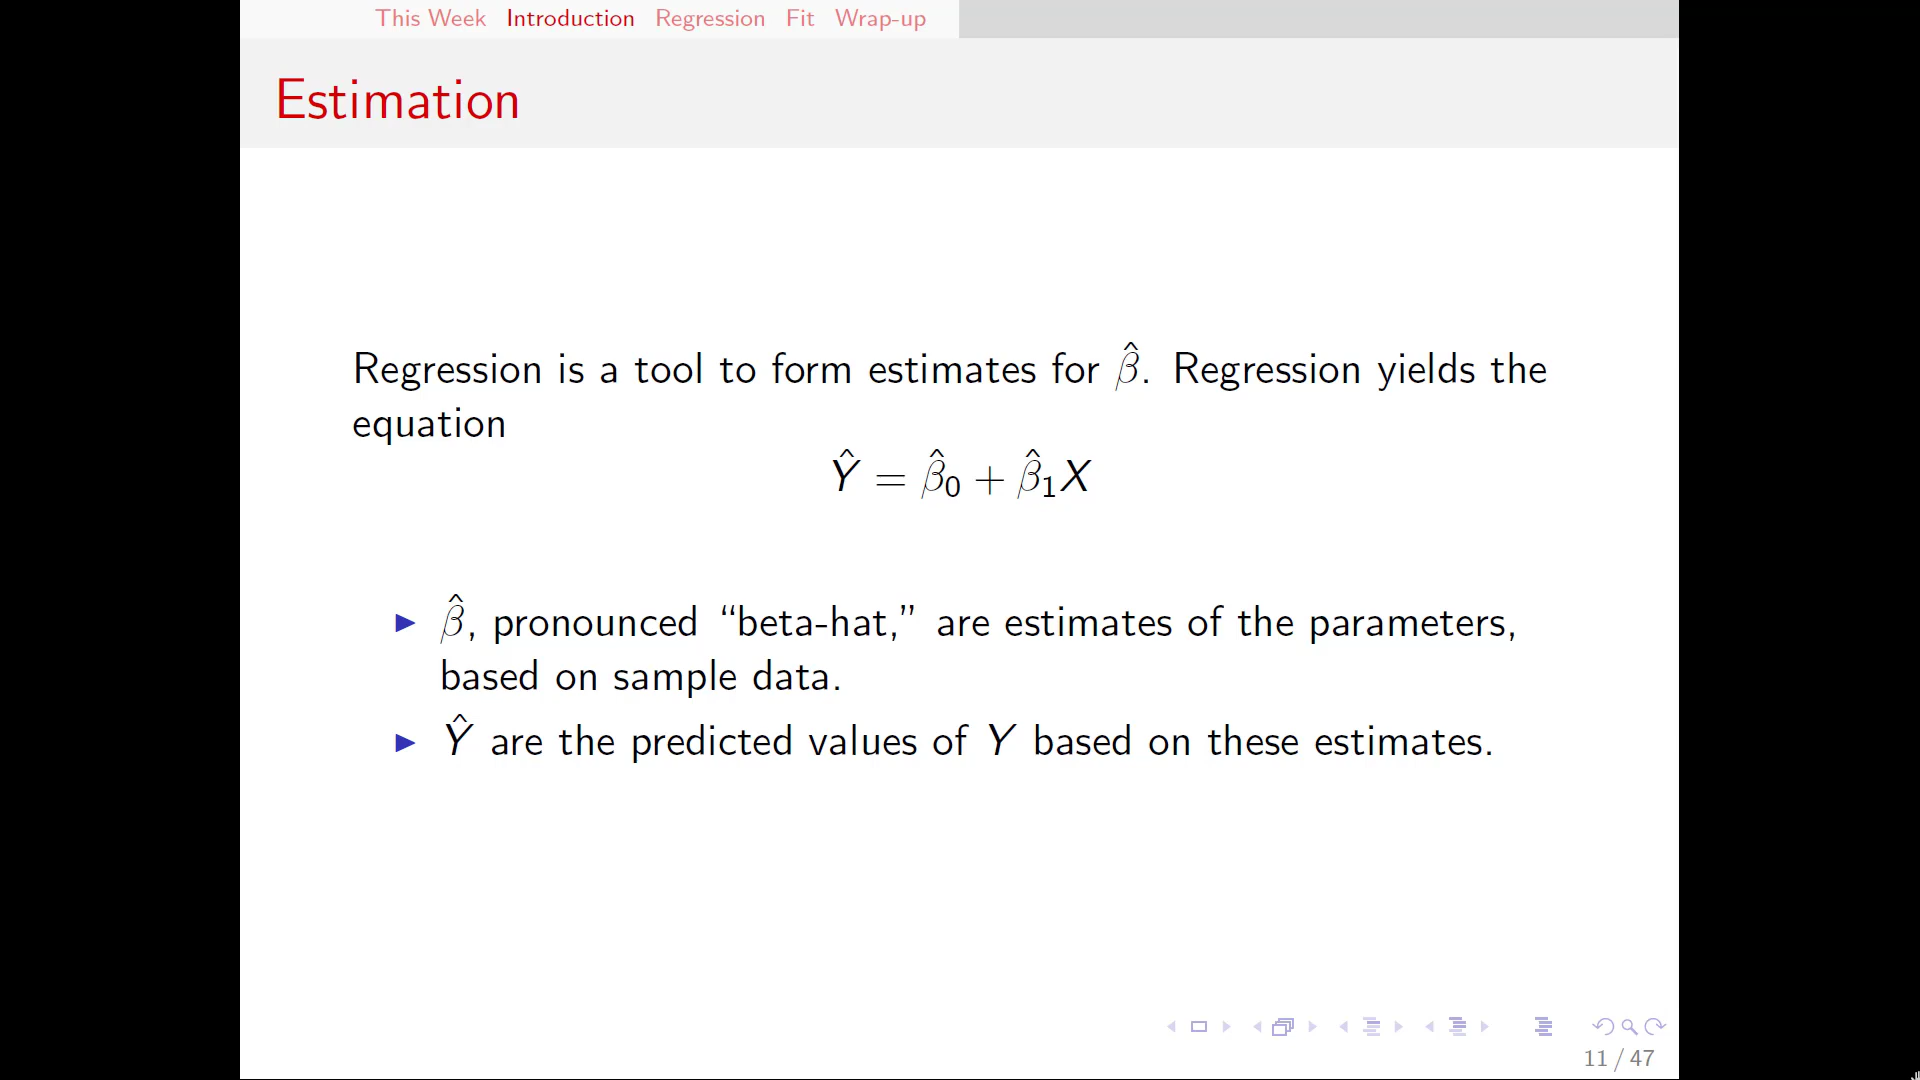 This Week Introduction Regression Fit Wrap-up
Estimation
Regression is a tool to form estimates for β̂. Regression yields the
equation
Ŷ = β̂₀ + β̂₁X
▶ β̂, pronounced “beta-hat,” are estimates of the parameters,
based on sample data.
▶ Ŷ are the predicted values of Y based on these estimates.
11 / 47